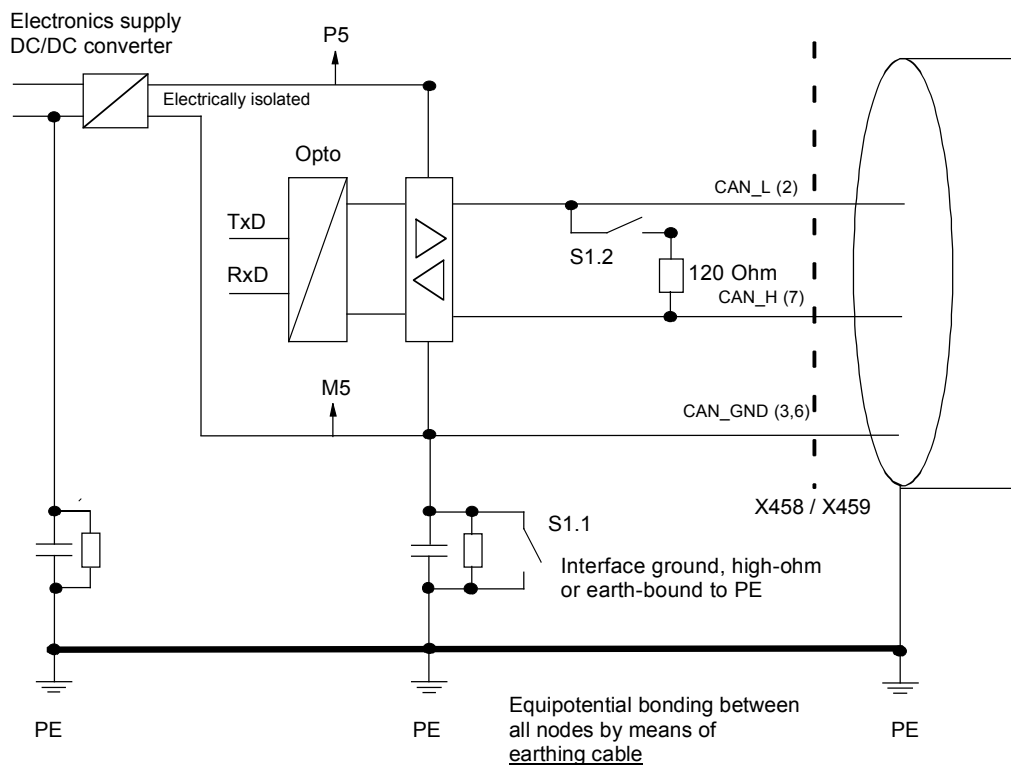 Electronics supply
DC/DC converter
P5
Electrically isolated
Opto
CAN_L (2)
TxD
S1.2
RxD
120 Ohm
CAN_H (7)
M5
CAN_GND (3,6)
X458 / X459
S1.1
Interface ground, high-ohm
or earth-bound to PE
Equipotential bonding between
all nodes by means of
earthing cable
PE
PE
PE